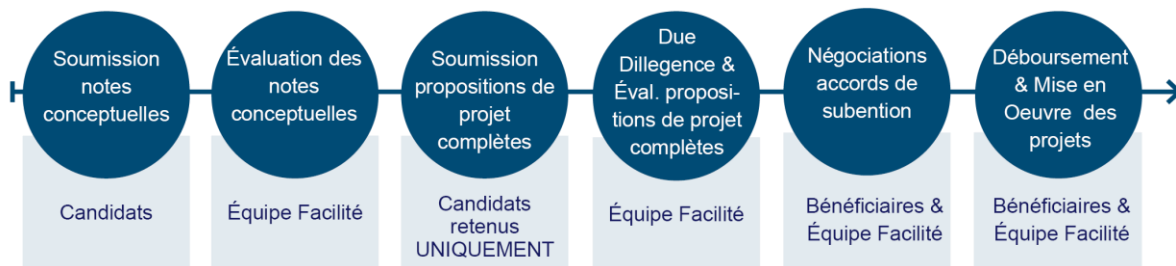 Soumission
notes
conceptuelles
Évaluation des
notes
conceptuelles
Soumission
propositions de
projet
complètes
Due
Dillegence &
Éval. proposi-
tions de projet
complètes
Négociations
accords de
subention
Déboursement
& Mise en
Oeuvre des
projets
Candidats
Équipe Facilité
Candidats
retenus
UNIQUEMENT
Équipe Facilité
Bénéficiaires &
Équipe Facilité
Bénéficiaires &
Équipe Facilité